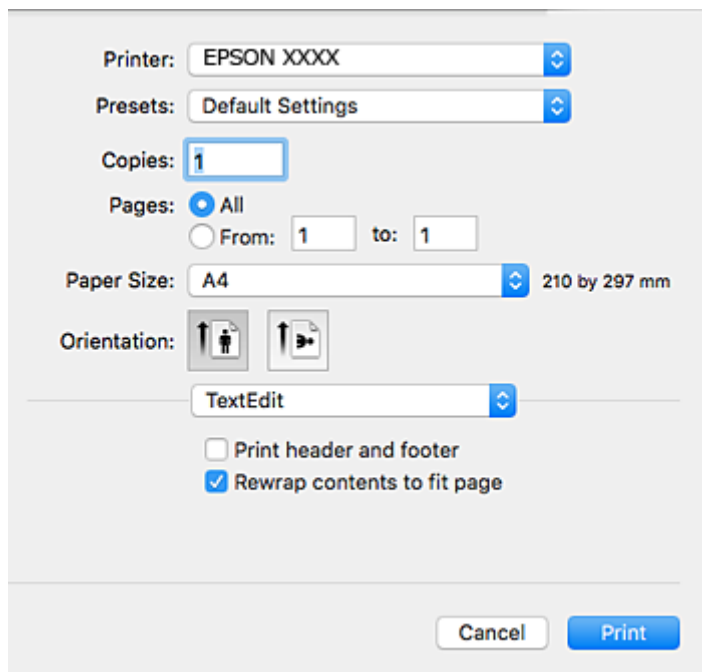 Printer: EPSON XXXX
Presets: Default Settings
Copies: 1
Pages: All
From: 1 to: 1
Paper Size: A4 210 by 297 mm
Orientation:
TextEdit
Print header and footer
Rewrap contents to fit page
Cancel Print